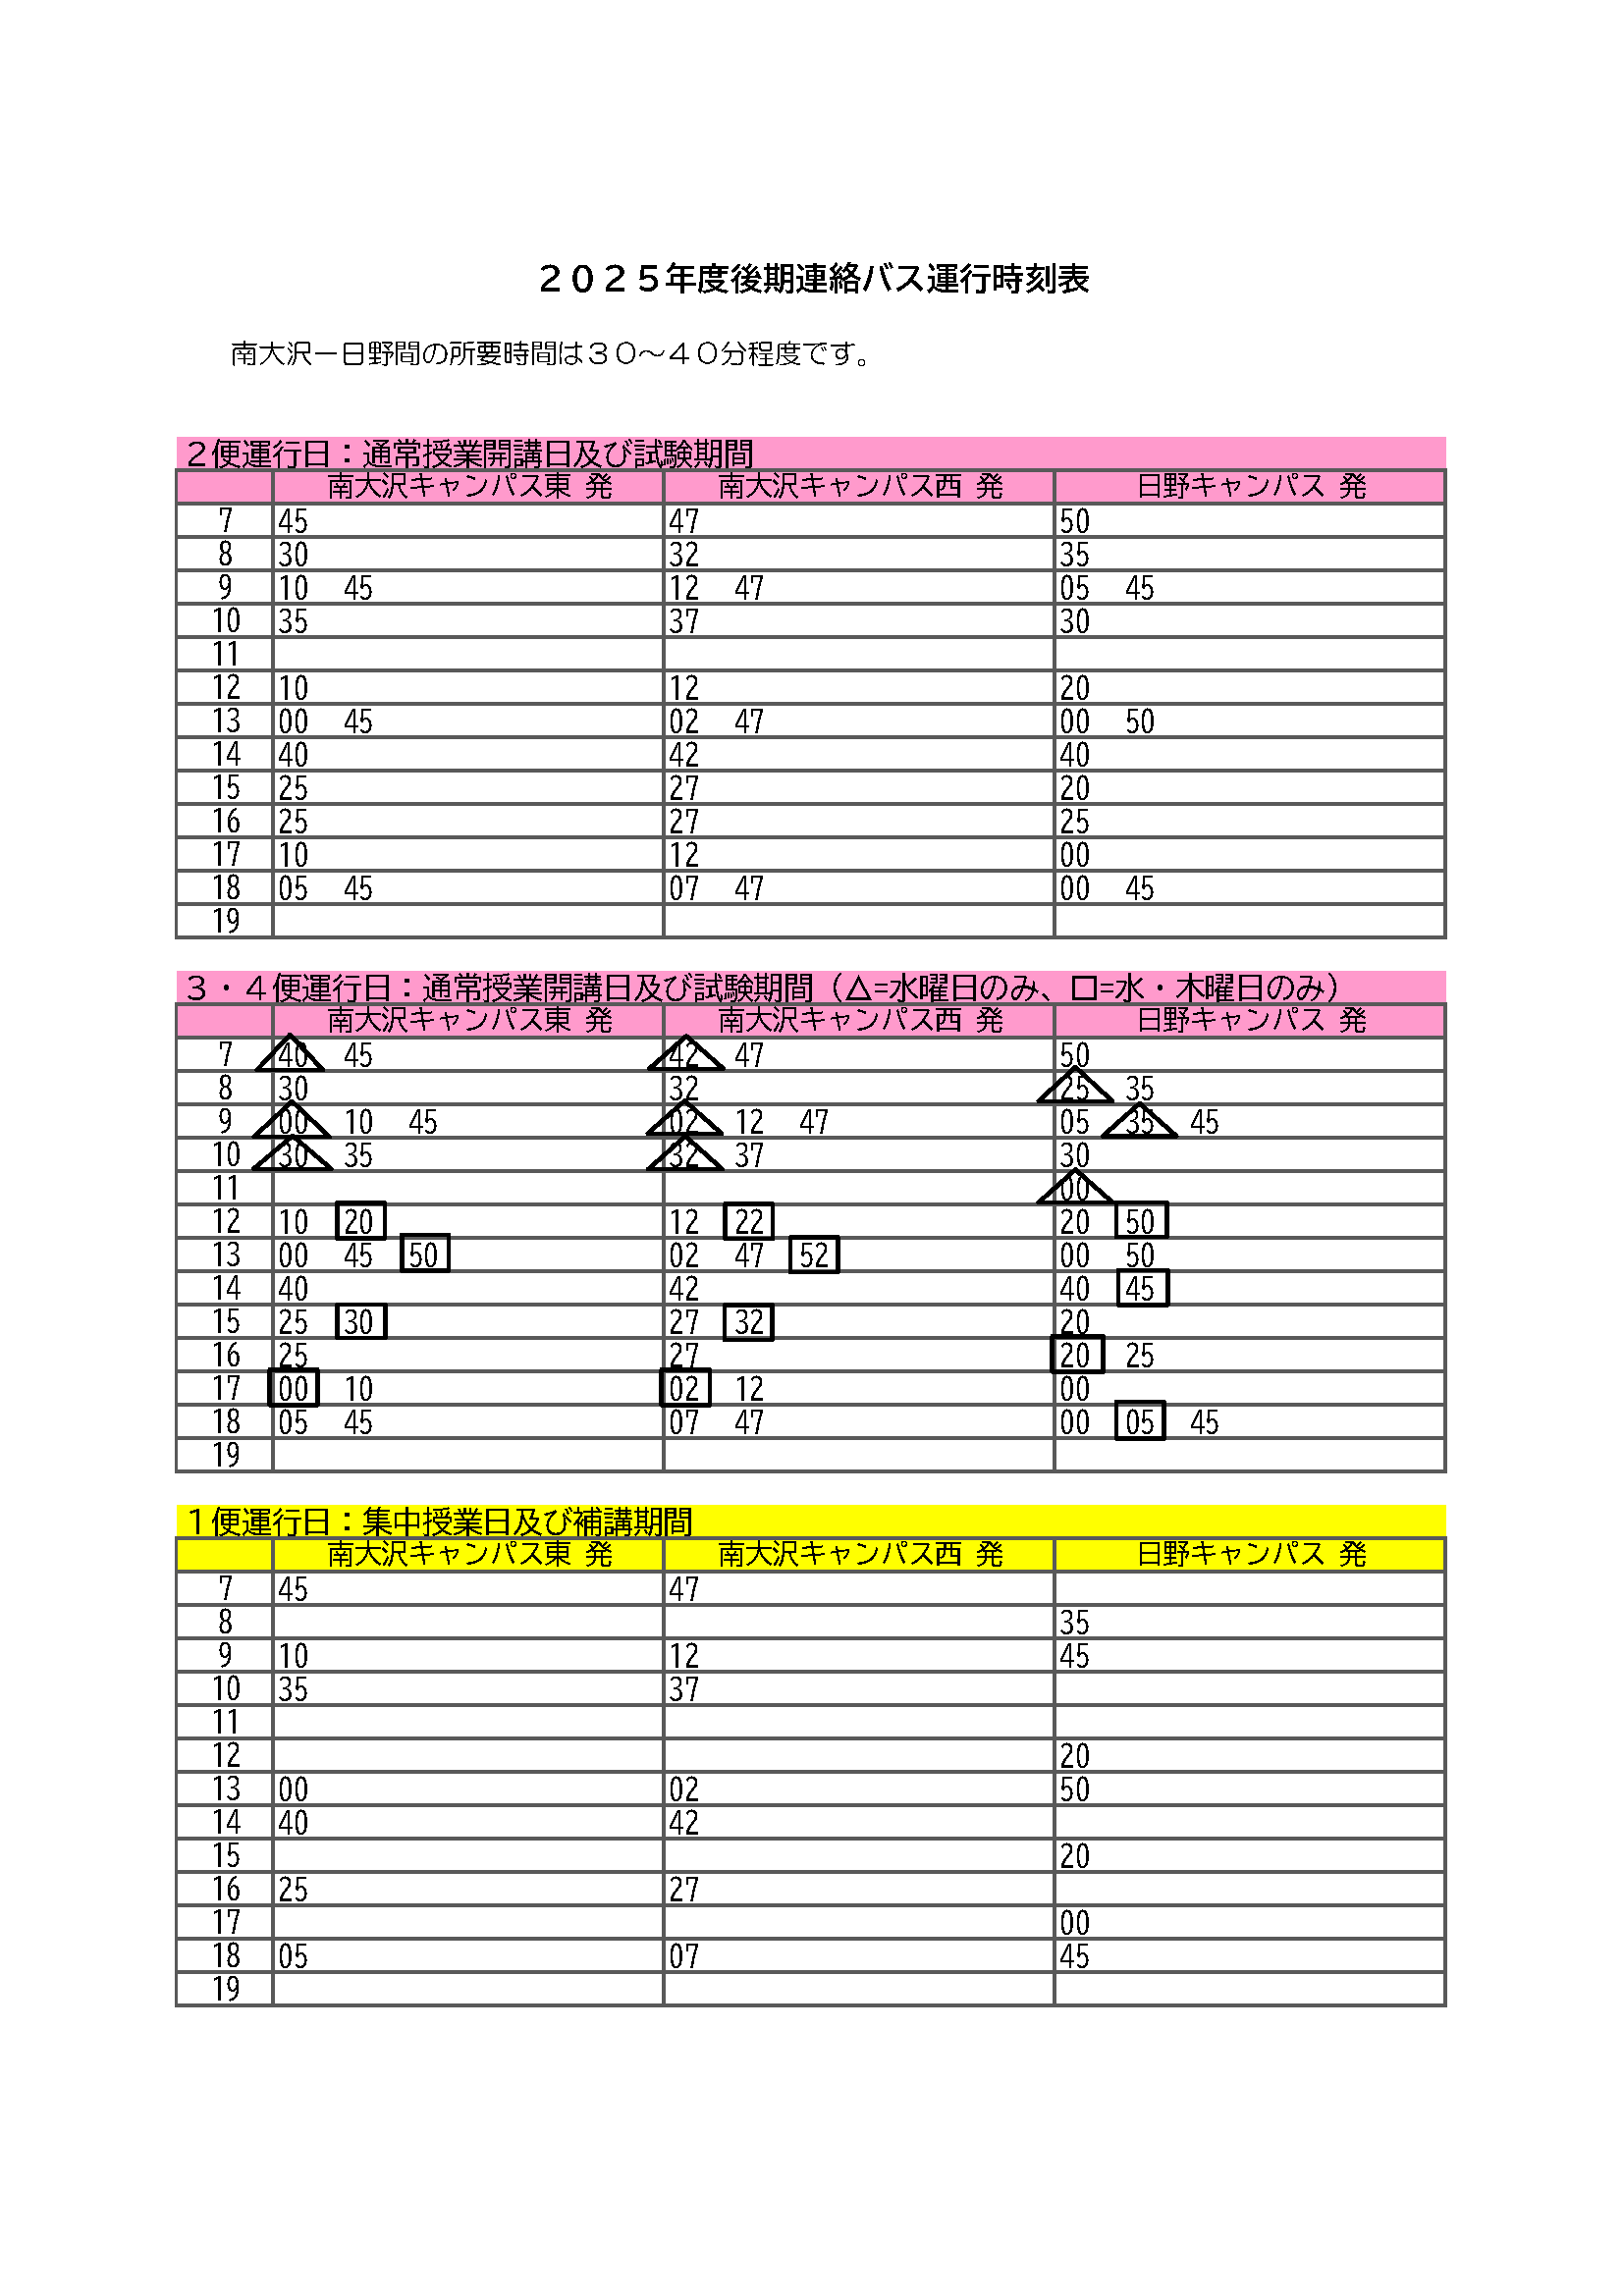 ２０２５年度後期連絡バス運行時刻表
南大沢－日野間の所要時間は３０～４０分程度です。
２便運行日：通常授業開講日及び試験期間
南大沢キャンパス東 発 南大沢キャンパス西 発 日野キャンパス 発
7 45 47 50
8 30 32 35
9 10 45 12 47 05 45
10 35 37 30
11
12 10 12 20
13 00 45 02 47 00 50
14 40 42 40
15 25 27 20
16 25 27 25
17 10 12 00
18 05 45 07 47 00 45
19
３・４便運行日：通常授業開講日及び試験期間（△=水曜日のみ、□=水・木曜日のみ）
南大沢キャンパス東 発 南大沢キャンパス西 発 日野キャンパス 発
7 40 45 42 47 50
8 30 32 25 35
9 00 10 45 02 12 47 05 35 45
10 30 35 32 37 30
11 00
12 10 20 12 22 20 50
13 00 45 50 02 47 52 00 50
14 40 42 40 45
15 25 30 27 32 20
16 25 27 20 25
17 00 10 02 12 00
18 05 45 07 47 00 05 45
19
１便運行日：集中授業日及び補講期間
南大沢キャンパス東 発 南大沢キャンパス西 発 日野キャンパス 発
7 45 47
8 35
9 10 12 45
10 35 37
11
12 20
13 00 02 50
14 40 42
15 20
16 25 27
17 00
18 05 07 45
19